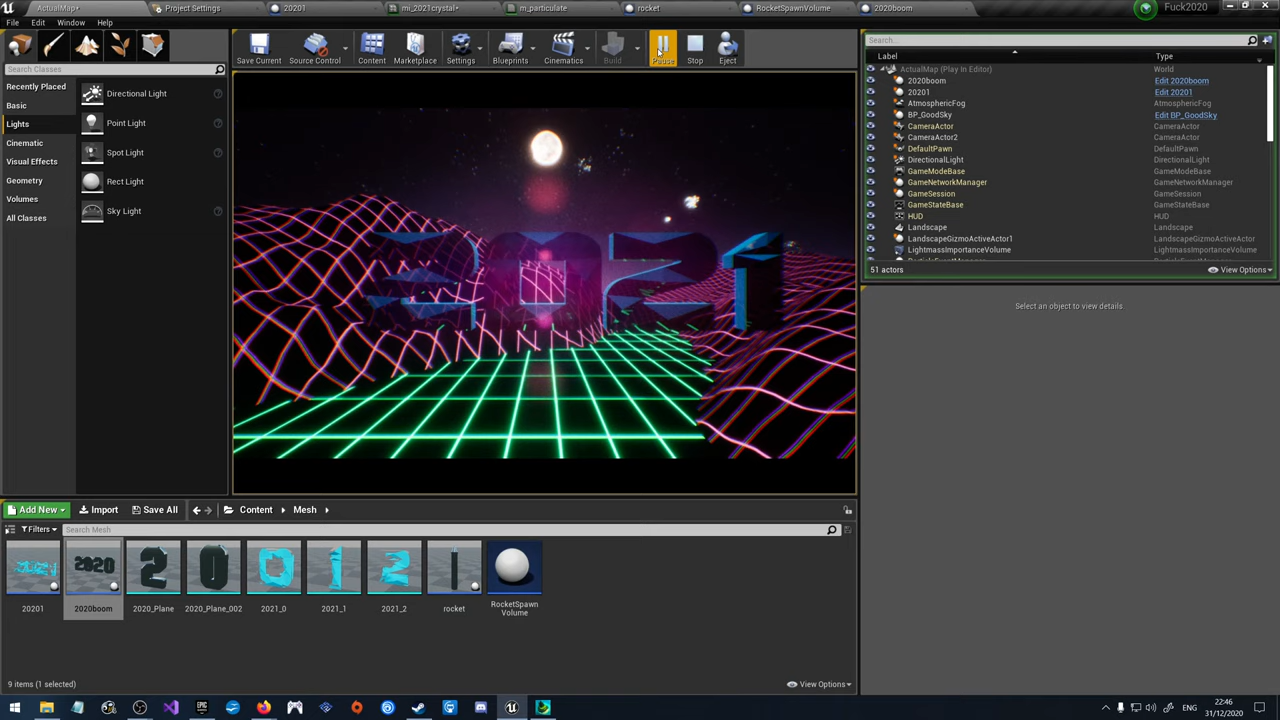 ActualMap•
Project Settings
20201
mi_2021crystal•
m_particulate
rocket
RocketSpawnVolume
2020boom
Fuck2020
File Edit Window Help
Search Classes
Recently Placed
Basic
Lights
Cinematic
Visual Effects
Geometry
Volumes
All Classes
Directional Light
Point Light
Spot Light
Rect Light
Sky Light
Save Current
Source Control
Content
Marketplace
Settings
Blueprints
Cinematics
Build
Pause
Stop
Eject
2021
Search...
Label Type
ActualMap (Play In Editor) World
2020boom Edit 2020boom
20201 Edit 20201
AtmosphericFog AtmosphericFog
BP_GoodSky Edit BP_GoodSky
CameraActor CameraActor
CameraActor2 CameraActor
DefaultPawn DefaultPawn
DirectionalLight DirectionalLight
GameModeBase GameModeBase
GameNetworkManager GameNetworkManager
GameSession GameSession
GameStateBase GameStateBase
HUD HUD
Landscape Landscape
LandscapeGizmoActiveActor1 LandscapeGizmoActor
LightmassImportanceVolume LightmassImportanceVolume
51 actors
View Options
Select an object to view details.
Add New
Import
Save All
Content
Mesh
Filters
Search Mesh
20201
2020boom
2020_Plane
2020_Plane_002
2021_0
2021_1
2021_2
rocket
RocketSpawn
Volume
9 items (1 selected)
View Options
ENG
22:46
31/12/2020